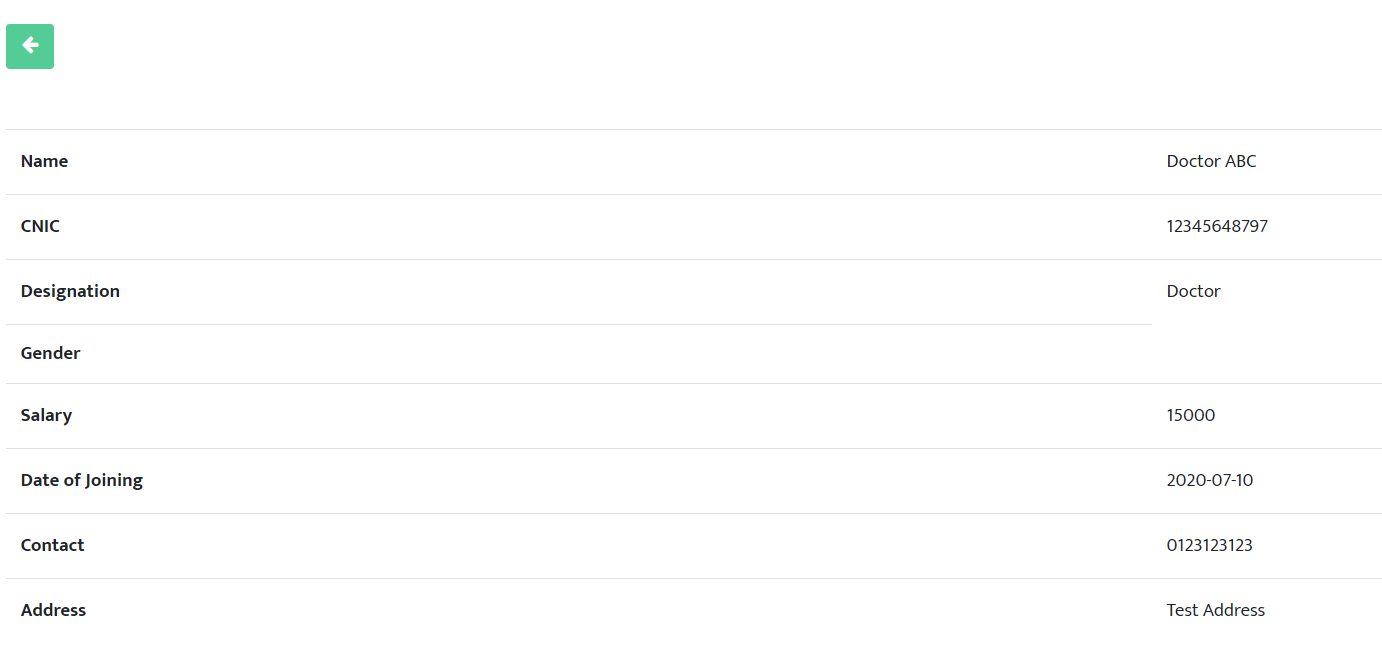 Name Doctor ABC
CNIC 12345648797
Designation Doctor
Gender
Salary 15000
Date of Joining 2020-07-10
Contact 0123123123
Address Test Address